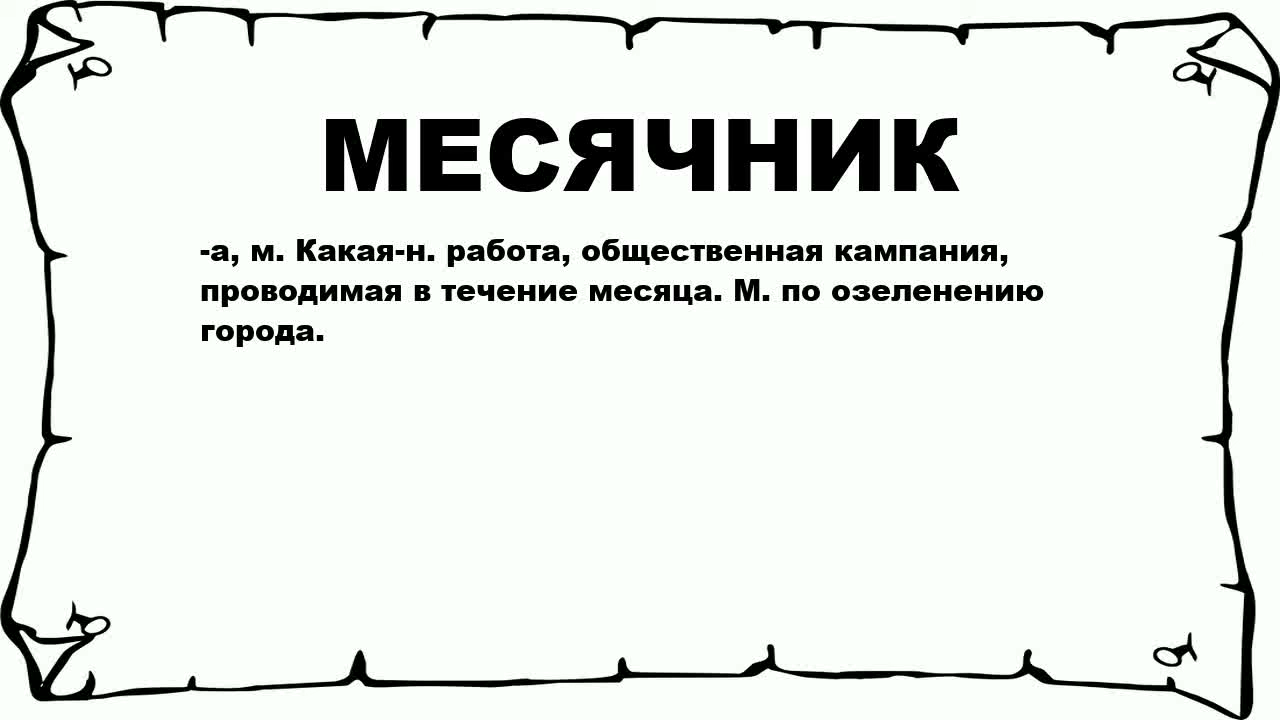 МЕСЯЧНИК
-а, м. Какая-н. работа, общественная кампания,
проводимая в течение месяца. М. по озеленению
города.